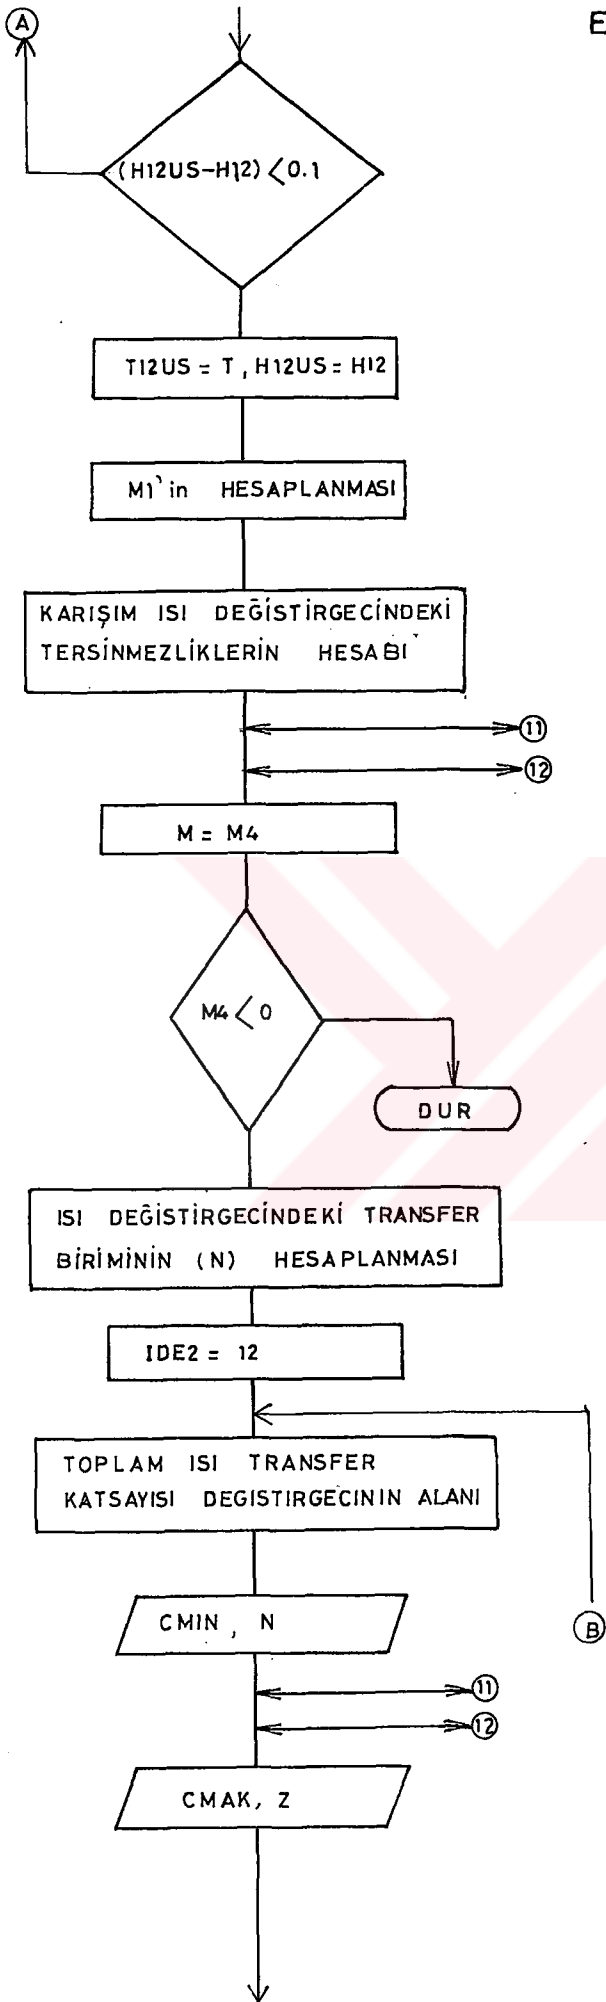 A
E
(H12US-H12) < 0.1
T12US = T, H12US = H12
M1'in HESAPLANMASI
KARIŞIM ISI DEĞİSTİRGECİNDEKİ
TERSİNMEZLİKLERİN HESABI
11
12
M = M4
M4 < 0
DUR
ISI DEĞİSTİRGECİNDEKİ TRANSFER
BİRİMİNİN (N) HESAPLANMASI
IDE2 = 12
TOPLAM ISI TRANSFER
KATSAYISI DEGISTIRGECININ ALANI
CMIN, N
B
11
12
CMAK, Z